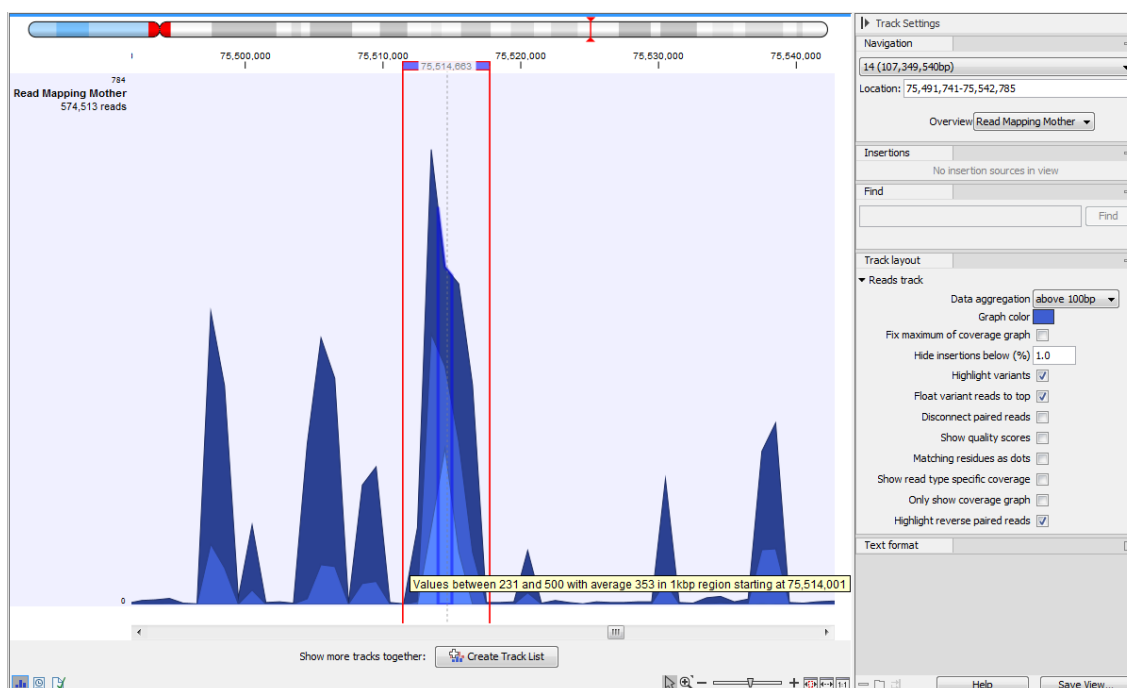 75,500,000 75,510,000 75,520,000 75,530,000 75,540,000
75,514,663
784
Read Mapping Mother
574,513 reads
0
Values between 231 and 500 with average 353 in 1kbp region starting at 75,514,001
Show more tracks together: Create Track List
1:1
Track Settings
Navigation
14 (107,349,540bp)
Location: 75,491,741-75,542,785
Overview Read Mapping Mother
Insertions
No insertion sources in view
Find
Find
Track layout
Reads track
Data aggregation above 100bp
Graph color
Fix maximum of coverage graph
Hide insertions below (%) 1.0
Highlight variants
Float variant reads to top
Disconnect paired reads
Show quality scores
Matching residues as dots
Show read type specific coverage
Only show coverage graph
Highlight reverse paired reads
Text format
Help Save View...